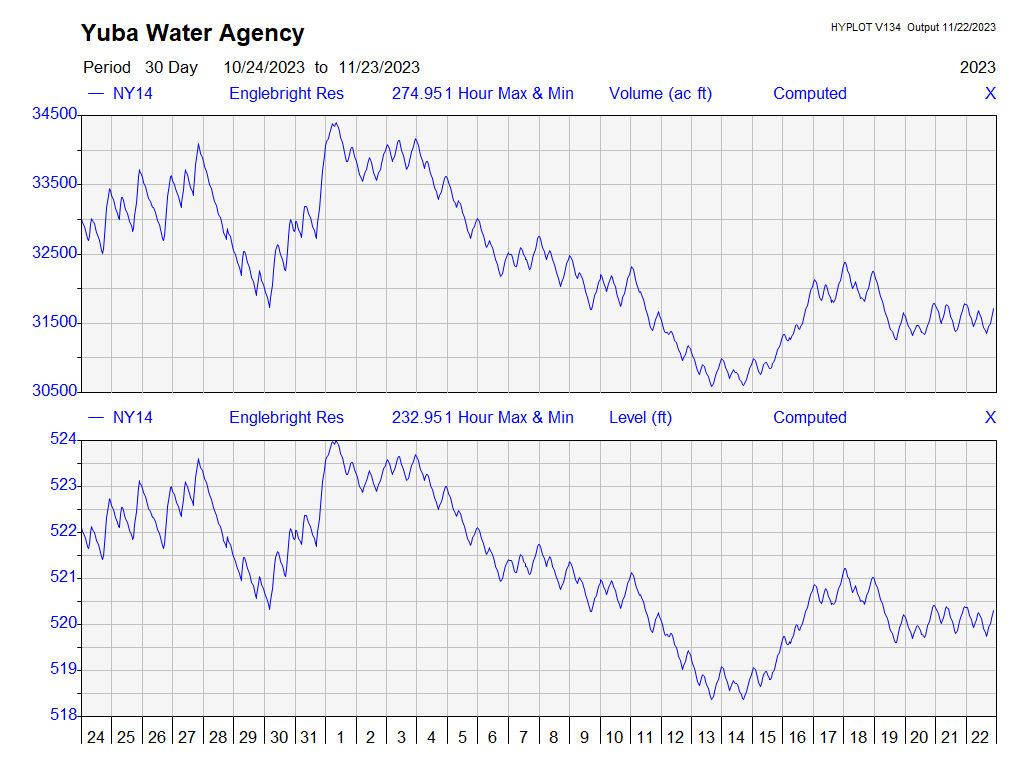 Yuba Water Agency
HYPLOT V134 Output 11/22/2023
Period 30 Day 10/24/2023 to 11/23/2023 2023
— NY14 Englebright Res 274.951 Hour Max & Min Volume (ac ft) Computed X
34500
33500
32500
31500
30500
— NY14 Englebright Res 232.951 Hour Max & Min Level (ft) Computed X
524
523
522
521
520
519
518
24 25 26 27 28 29 30 31 1 2 3 4 5 6 7 8 9 10 11 12 13 14 15 16 17 18 19 20 21 22